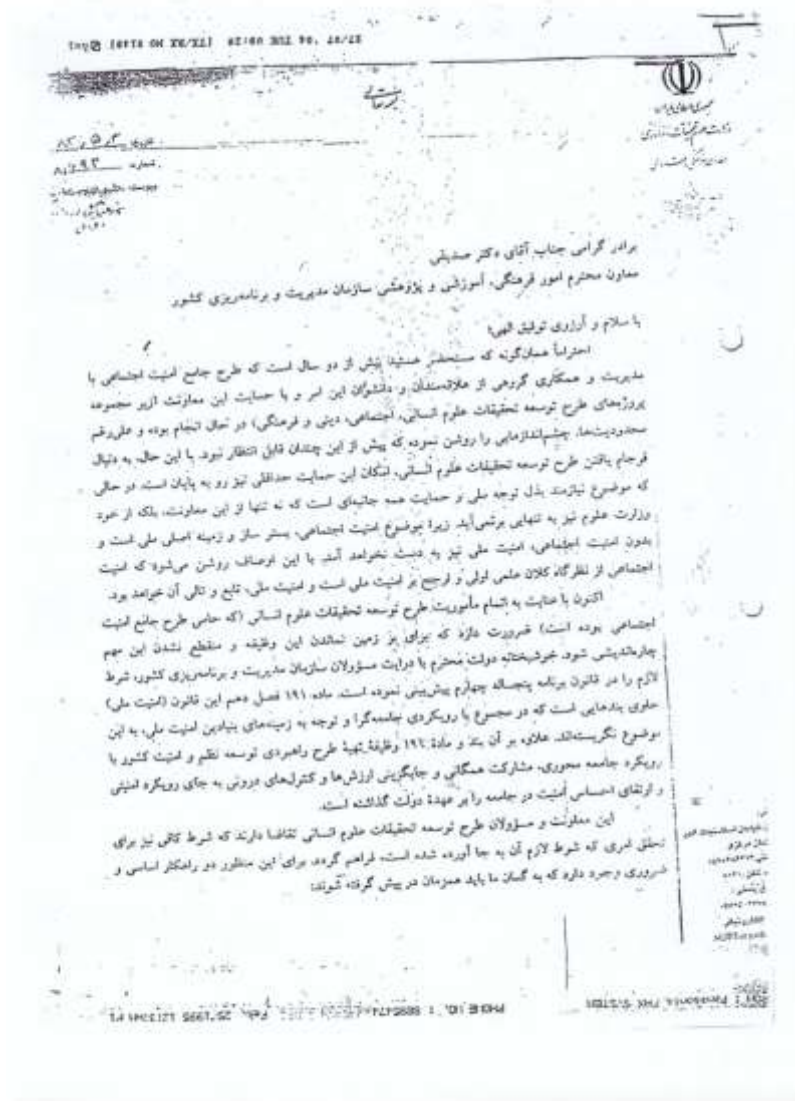 بسمه تعالی
جمهوری اسلامی ایران
وزارت علوم، تحقیقات و فناوری
برادر گرامی جناب آقای دکتر صدیقی
معاون محترم امور فرهنگی، آموزشی و پژوهشی سازمان مدیریت و برنامه‌ریزی کشور
با سلام و آرزوی توفیق الهی؛
احتراماً همان‌گونه که مستحضر هستید بیش از دو سال است که طرح جامع امنیت اجتماعی با
مدیریت و همکاری گروهی از علاقمندان و دانشوران این امر و با حمایت این معاونت (زیر مجموعه
پروژه‌های طرح توسعه تحقیقات علوم انسانی، اجتماعی، دینی و فرهنگی) در حال انجام بوده و علی‌رغم
محدودیت‌ها، چشم‌اندازهایی را روشن نموده که پیش از این چندان قابل انتظار نبود. با این حال، به دنبال
فرجام یافتن طرح توسعه تحقیقات علوم انسانی، امکان این حمایت حداقلی نیز رو به پایان است. در حالی
که موضوع نیازمند بذل توجه ملی و حمایت همه جانبه‌ای است که نه تنها از این معاونت، بلکه از خود
وزارت علوم نیز به تنهایی برنمی‌آید. زیرا موضوع امنیت اجتماعی، بستر ساز و زمینه اصلی ملی است و
بدون امنیت اجتماعی، امنیت ملی نیز به دست نخواهد آمد. با این اوصاف، روشن می‌شود که امنیت
اجتماعی از نظرگاه کلان علمی اولی و ارجح بر امنیت ملی است و امنیت ملی، تابع و تالی آن خواهد بود.
اکنون با عنایت به اتمام مأموریت طرح توسعه تحقیقات علوم انسانی (که حامی طرح جامع امنیت
اجتماعی بوده است) ضرورت دارد که برای بر زمین نماندن این وظیفه و منقطع نشدن این مهم
چاره‌اندیشی شود. خوشبختانه دولت محترم با درایت مسؤولان سازمان مدیریت و برنامه‌ریزی کشور، شرط
لازم را در قانون برنامه پنجساله چهارم پیش‌بینی نموده است. ماده ۱۹۱ فصل دهم این قانون (امنیت ملی)
حاوی بندهایی است که در مجموع با رویکردی جامعه‌گرا و توجه به زمینه‌های بنیادین امنیت ملی، به این
موضوع نگریسته‌اند. علاوه بر آن بند و مادهٔ ۱۹٦ وظیفهٔ تهیهٔ طرح راهبردی توسعه نظم و امنیت کشور با
رویکرد جامعه محوری، مشارکت همگانی و جایگزینی ارزش‌ها و کنترل‌های درونی به جای رویکرد امنیتی
و ارتقای احساس امنیت در جامعه را بر عهدهٔ دولت گذاشته است.
این معاونت و مسؤولان طرح توسعه تحقیقات علوم انسانی تقاضا دارند که شرط کافی نیز برای
تحقق امری که شرط لازم آن به جا آورده شده است، فراهم گردد. برای این منظور دو راهکار اساسی و
ضروری وجود دارد که به گمان ما باید همزمان در پیش گرفته شوند: